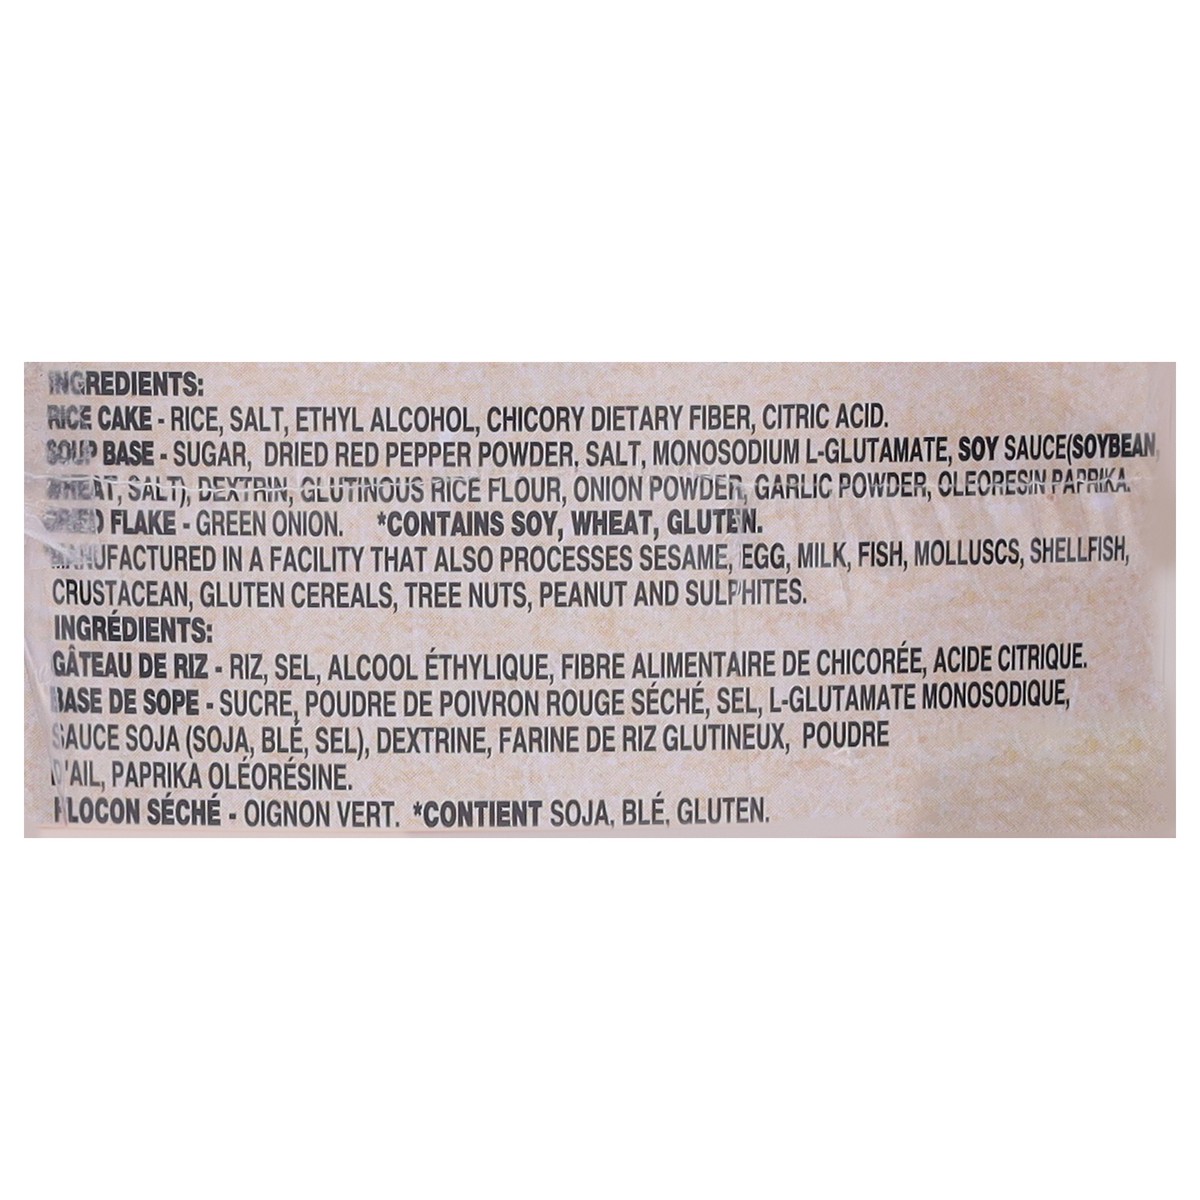 INGREDIENTS:
RICE CAKE - RICE, SALT, ETHYL ALCOHOL, CHICORY DIETARY FIBER, CITRIC ACID.
SOUP BASE - SUGAR, DRIED RED PEPPER POWDER, SALT, MONOSODIUM L-GLUTAMATE, SOY SAUCE(SOYBEAN,
WHEAT, SALT), DEXTRIN, GLUTINOUS RICE FLOUR, ONION POWDER, GARLIC POWDER, OLEORESIN PAPRIKA.
DRIED FLAKE - GREEN ONION. *CONTAINS SOY, WHEAT, GLUTEN.
MANUFACTURED IN A FACILITY THAT ALSO PROCESSES SESAME, EGG, MILK, FISH, MOLLUSCS, SHELLFISH,
CRUSTACEAN, GLUTEN CEREALS, TREE NUTS, PEANUT AND SULPHITES.
INGRÉDIENTS:
GÂTEAU DE RIZ - RIZ, SEL, ALCOOL ÉTHYLIQUE, FIBRE ALIMENTAIRE DE CHICORÉE, ACIDE CITRIQUE.
BASE DE SOPE - SUCRE, POUDRE DE POIVRON ROUGE SÉCHÉ, SEL, L-GLUTAMATE MONOSODIQUE,
SAUCE SOJA (SOJA, BLÉ, SEL), DEXTRINE, FARINE DE RIZ GLUTINEUX, POUDRE
D'AIL, PAPRIKA OLÉORÉSINE.
FLOCON SÉCHÉ - OIGNON VERT. *CONTIENT SOJA, BLÉ, GLUTEN.